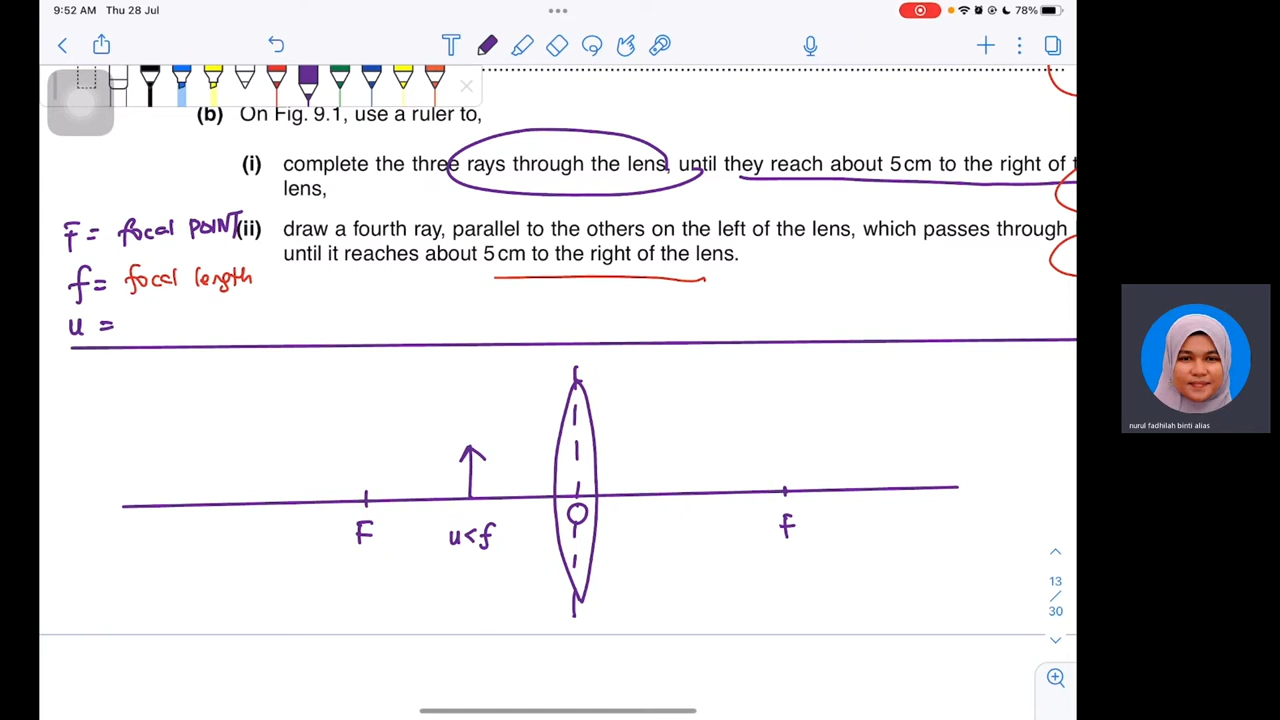 9:52 AM Thu 28 Jul
78%
(b) On Fig. 9.1, use a ruler to,
(i) complete the three rays through the lens, until they reach about 5 cm to the right of
lens,
F = focal POINT
(ii) draw a fourth ray, parallel to the others on the left of the lens, which passes through
until it reaches about 5 cm to the right of the lens.
f = focal length
u =
F
u<f
O
f
13
/
30
nurul fadhilah binti alias